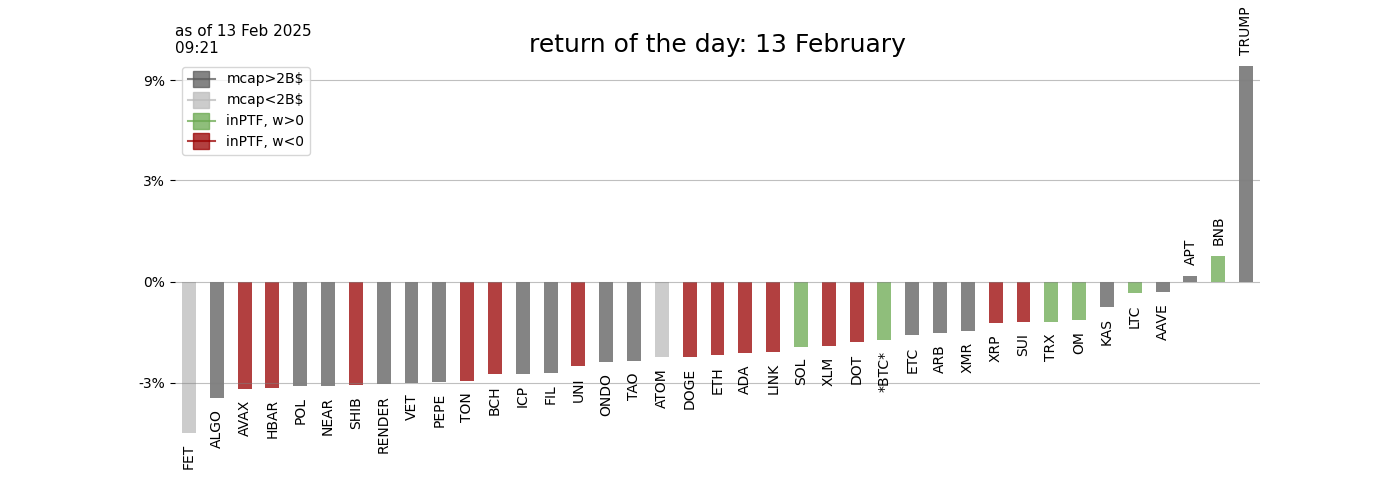 as of 13 Feb 2025
09:21
return of the day: 13 February
mcap>2B$
mcap<2B$
inPTF, w>0
inPTF, w<0
9%
3%
0%
-3%
FET
ALGO
AVAX
HBAR
POL
NEAR
SHIB
RENDER
VET
PEPE
TON
BCH
ICP
FIL
UNI
ONDO
TAO
ATOM
DOGE
ETH
ADA
LINK
SOL
XLM
DOT
*BTC*
ETC
ARB
XMR
XRP
SUI
TRX
OM
KAS
LTC
AAVE
APT
BNB
TRUMP